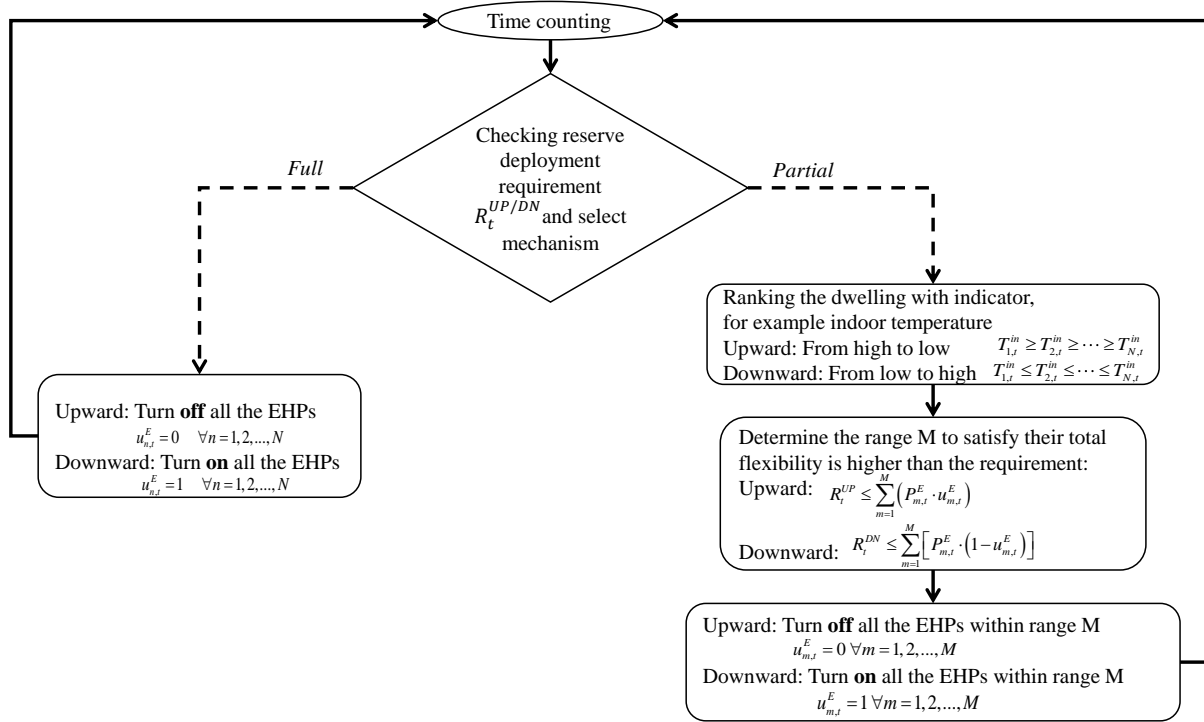 Time counting
Checking reserve
deployment
requirement
R_t^{UP/DN} and select
mechanism
Full
Partial
Upward: Turn off all the EHPs
u_{n,t}^E = 0 ∀n = 1, 2, ..., N
Downward: Turn on all the EHPs
u_{n,t}^E = 1 ∀n = 1, 2, ..., N
Ranking the dwelling with indicator,
for example indoor temperature
Upward: From high to low T_{1,t}^{in} ≥ T_{2,t}^{in} ≥ ⋯ ≥ T_{N,t}^{in}
Downward: From low to high T_{1,t}^{in} ≤ T_{2,t}^{in} ≤ ⋯ ≤ T_{N,t}^{in}
Determine the range M to satisfy their total
flexibility is higher than the requirement:
Upward: R_t^{UP} ≤ ∑_{m=1}^{M} (P_{m,t}^E · u_{m,t}^E)
Downward: R_t^{DN} ≤ ∑_{m=1}^{M} [P_{m,t}^E · (1 − u_{m,t}^E)]
Upward: Turn off all the EHPs within range M
u_{m,t}^E = 0 ∀m = 1, 2, ..., M
Downward: Turn on all the EHPs within range M
u_{m,t}^E = 1 ∀m = 1, 2, ..., M